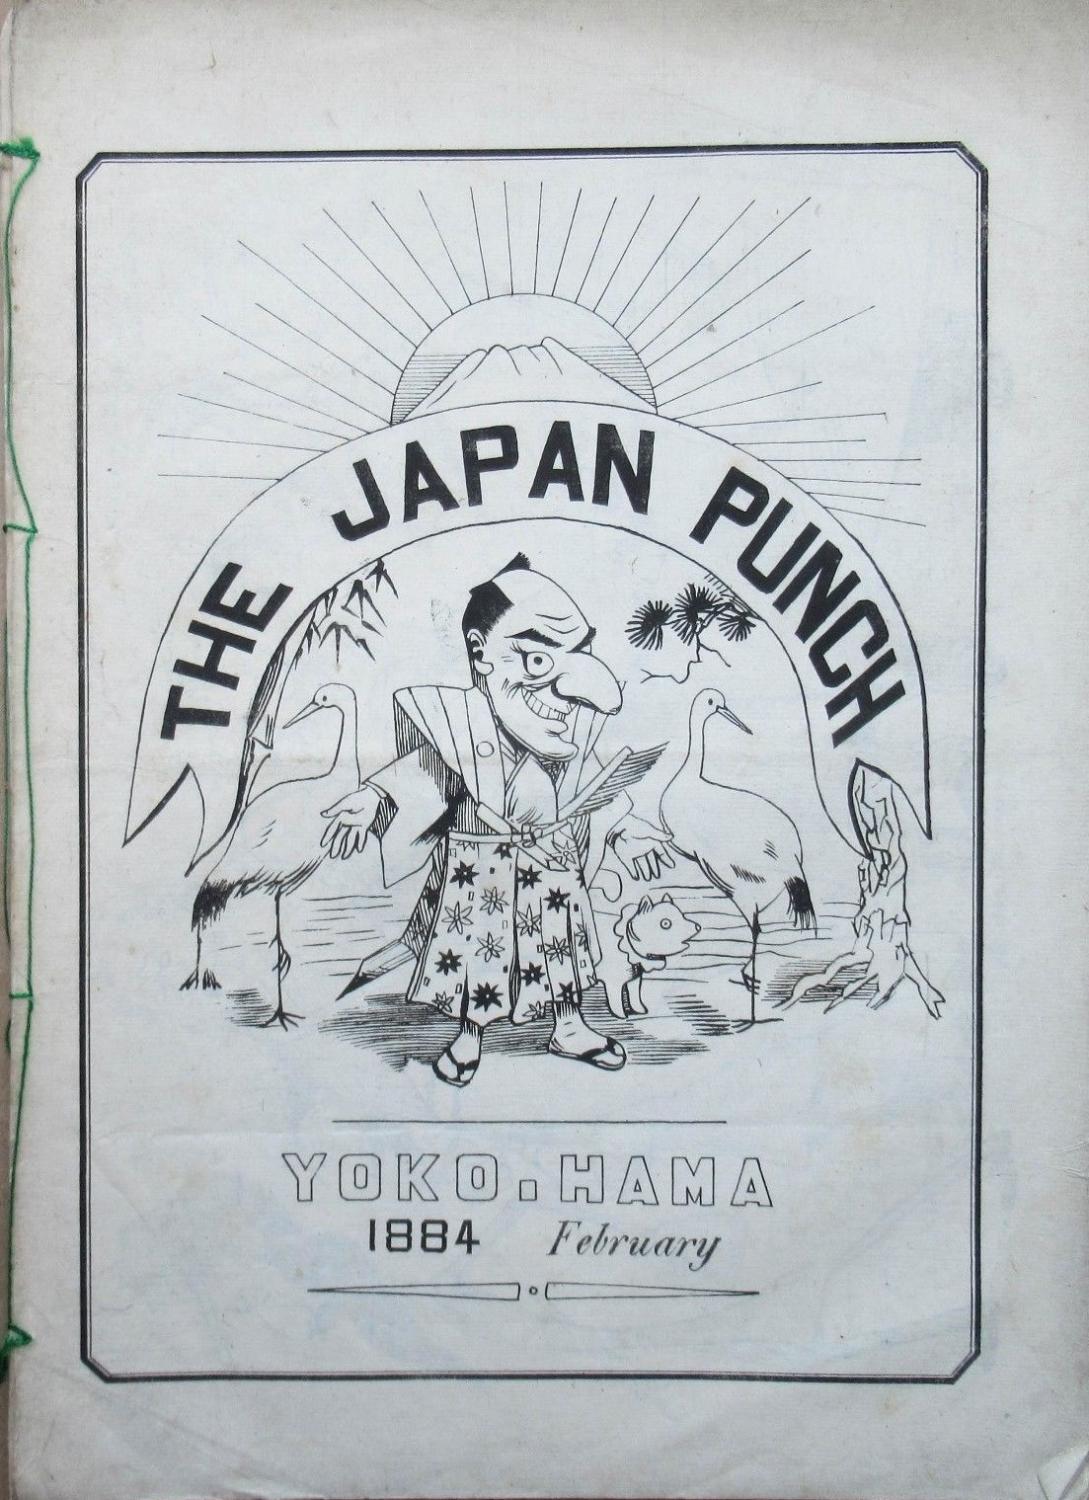 THE JAPAN PUNCH
YOKO.HAMA
1884 February